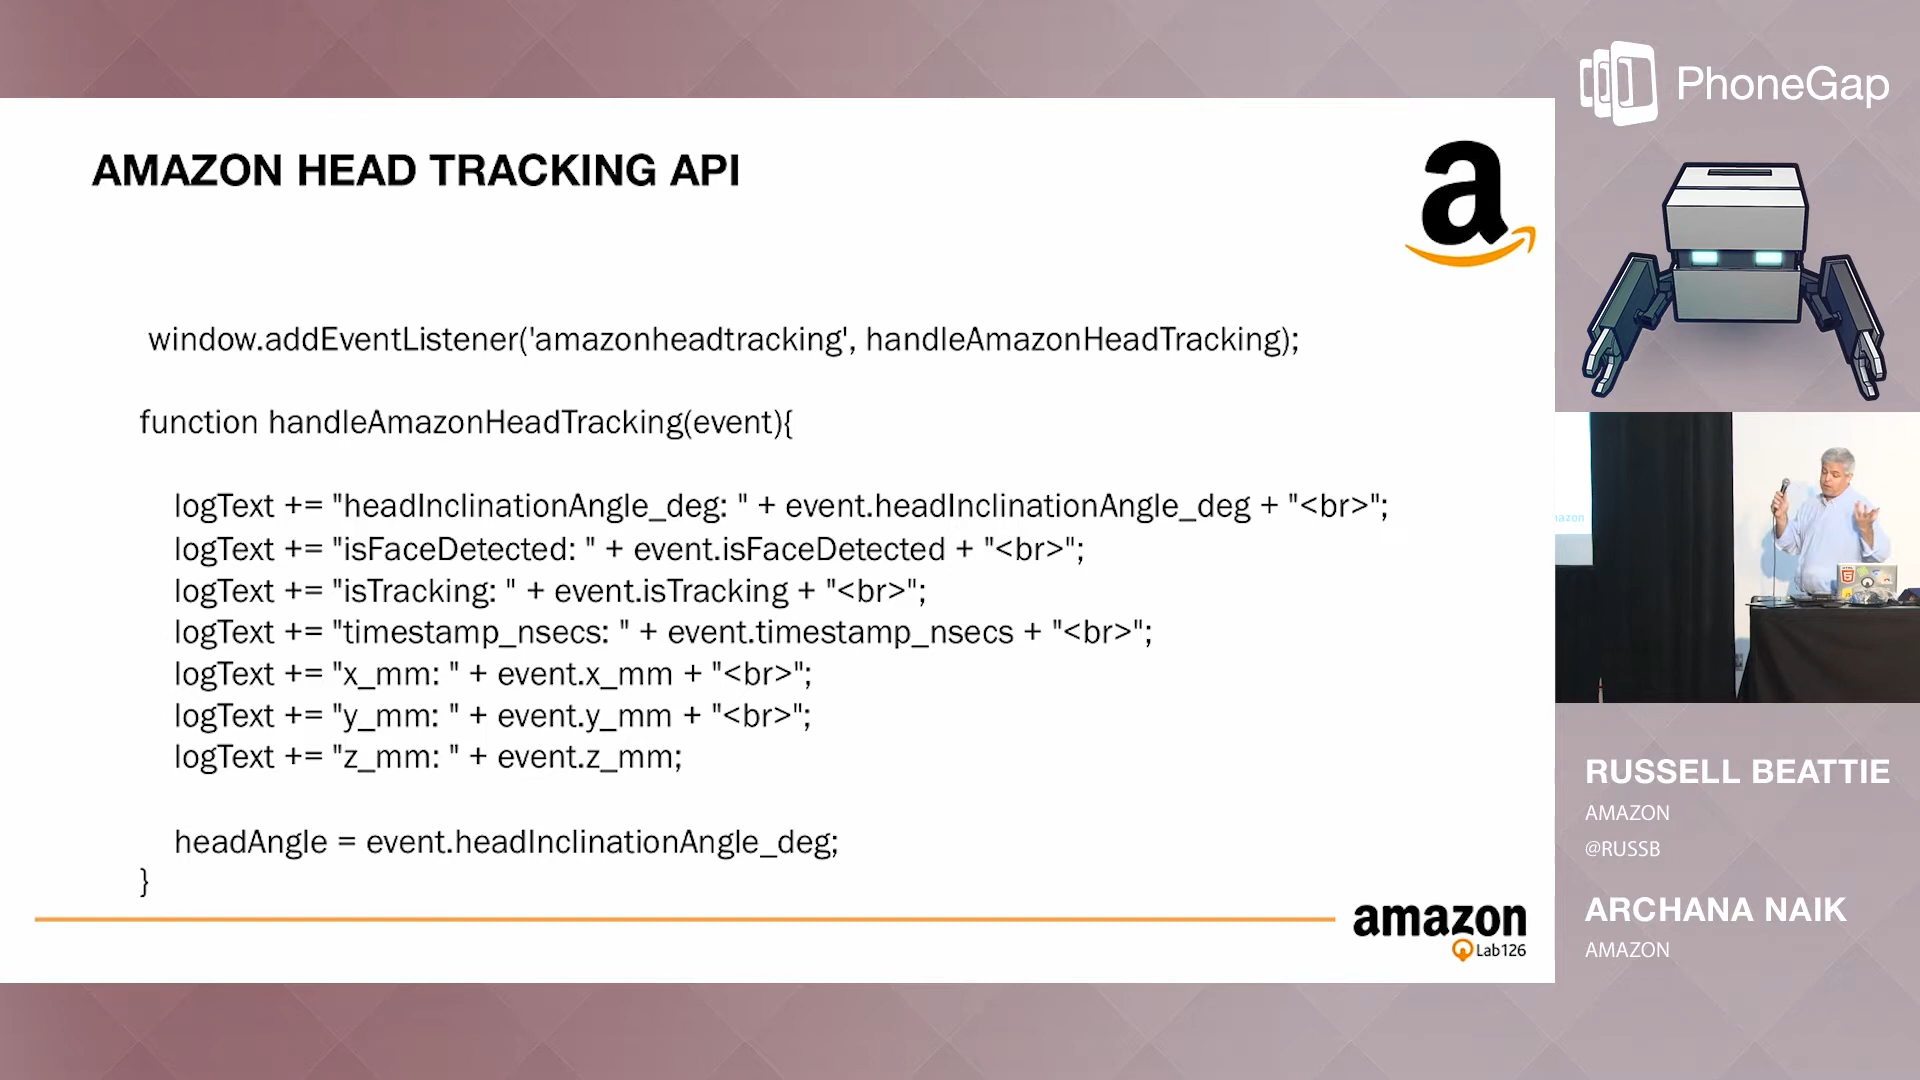 AMAZON HEAD TRACKING API
a
window.addEventListener('amazonheadtracking', handleAmazonHeadTracking);
function handleAmazonHeadTracking(event){
logText += "headInclinationAngle_deg: " + event.headInclinationAngle_deg + "<br>";
logText += "isFaceDetected: " + event.isFaceDetected + "<br>";
logText += "isTracking: " + event.isTracking + "<br>";
logText += "timestamp_nsecs: " + event.timestamp_nsecs + "<br>";
logText += "x_mm: " + event.x_mm + "<br>";
logText += "y_mm: " + event.y_mm + "<br>";
logText += "z_mm: " + event.z_mm;
headAngle = event.headInclinationAngle_deg;
}
amazon
Lab126
PhoneGap
RUSSELL BEATTIE
AMAZON
@RUSSB
ARCHANA NAIK
AMAZON